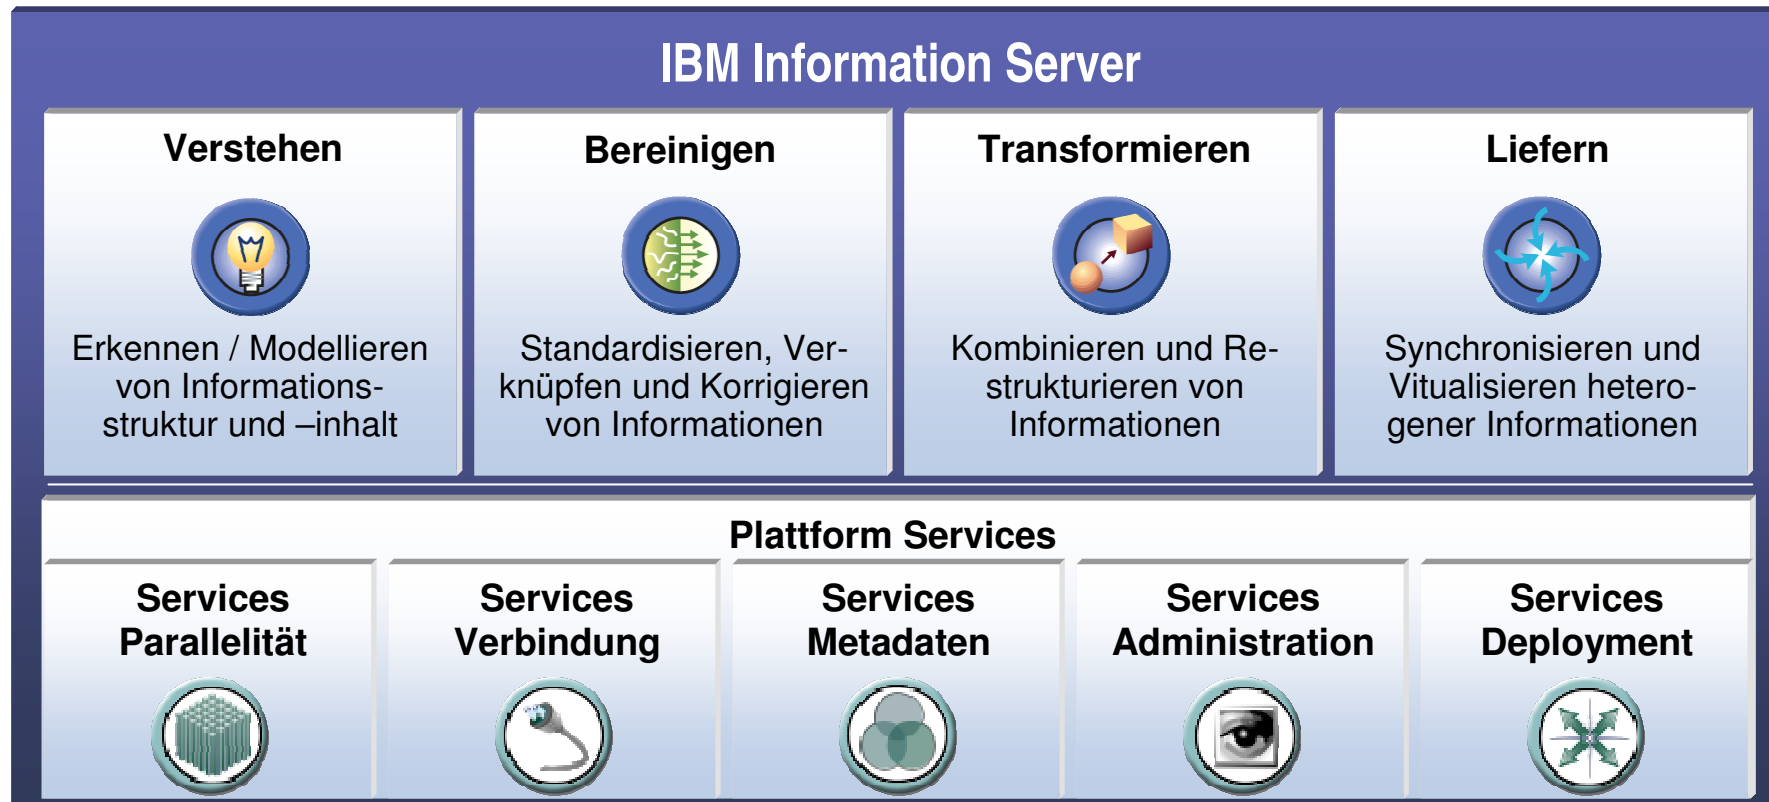 IBM Information Server
Verstehen
Erkennen / Modellieren
von Informations-
struktur und –inhalt
Bereinigen
Standardisieren, Ver-
knüpfen und Korrigieren
von Informationen
Transformieren
Kombinieren und Re-
strukturieren von
Informationen
Liefern
Synchronisieren und
Vitualisieren hetero-
gener Informationen
Plattform Services
Services
Parallelität
Services
Verbindung
Services
Metadaten
Services
Administration
Services
Deployment